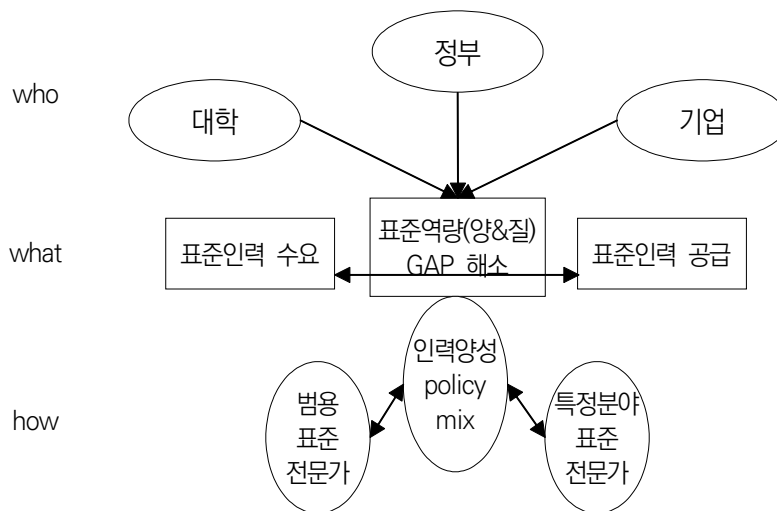 정부
who
대학
기업
what
표준인력 수요
표준역량(양&질)
GAP 해소
표준인력 공급
인력양성
policy
mix
how
범용
표준
전문가
특정분야
표준
전문가